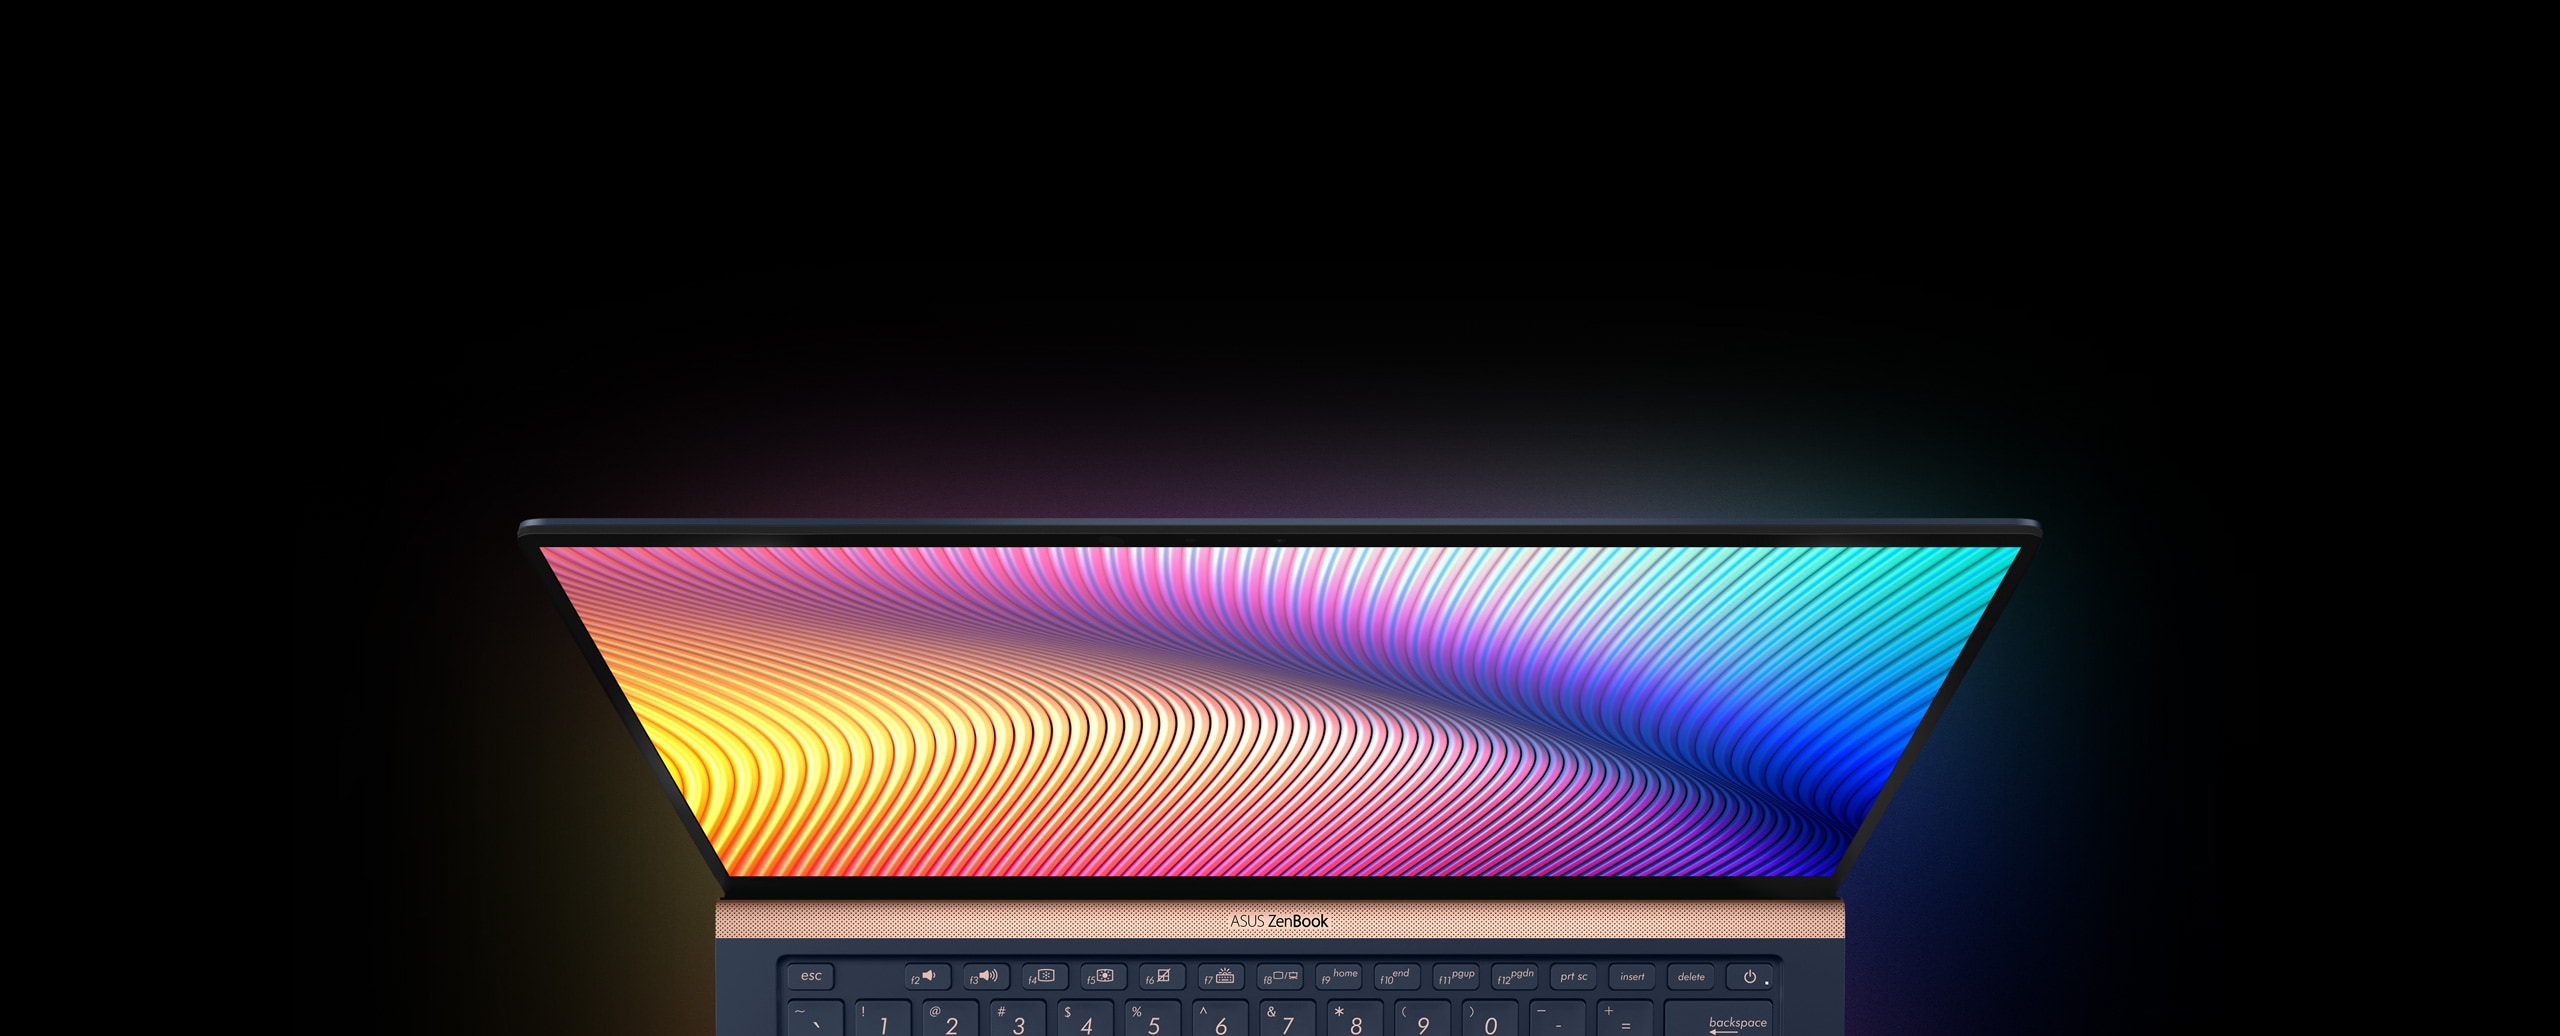 ASUS ZenBook
esc f2 f3 f4 f5 f6 f7 f8 f9 home f10 end f11 pgup f12 pgdn prt sc insert delete
~ ! @ # $ % ^ & * ( ) — +
` 1 2 3 4 5 6 7 8 9 0 - = backspace